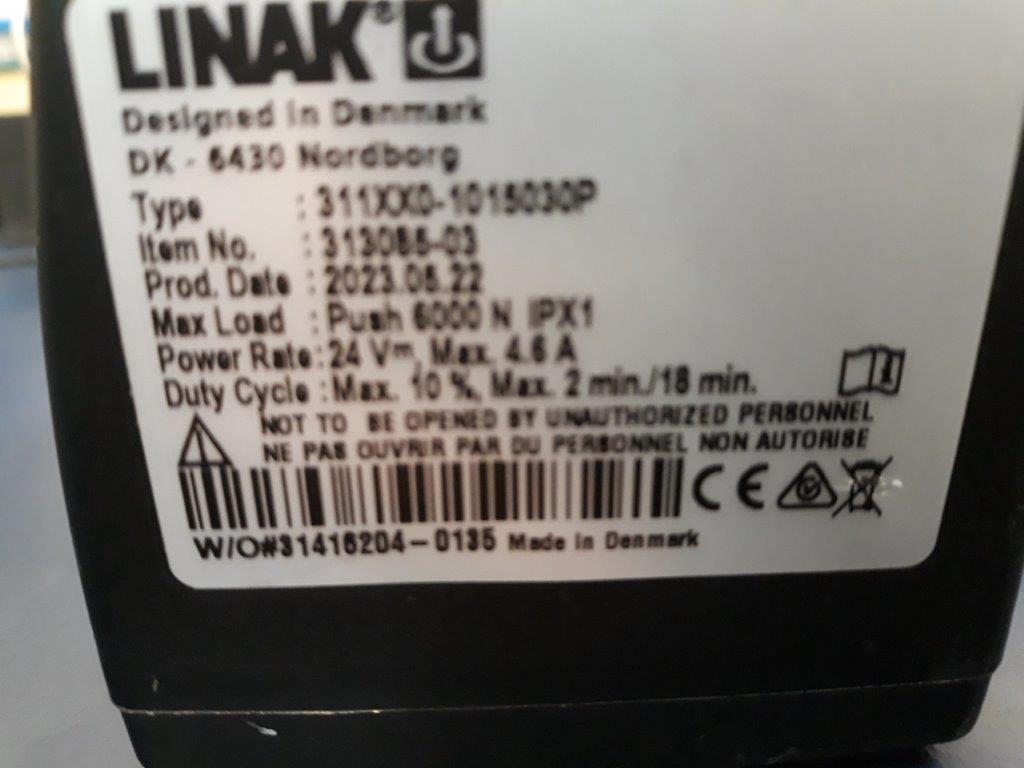 LINAK®
Designed in Denmark
DK - 6430 Nordborg
Type : 311XX0-1015030P
Item No. : 313085-03
Prod. Date : 2023.06.22
Max Load : Push 6000 N IPX1
Power Rate: 24 V⎓, Max. 4.6 A
Duty Cycle : Max. 10 %, Max. 2 min./18 min.
NOT TO BE OPENED BY UNAUTHORIZED PERSONNEL
NE PAS OUVRIR PAR DU PERSONNEL NON AUTORISE
CE
W/O#31416204-0135 Made in Denmark